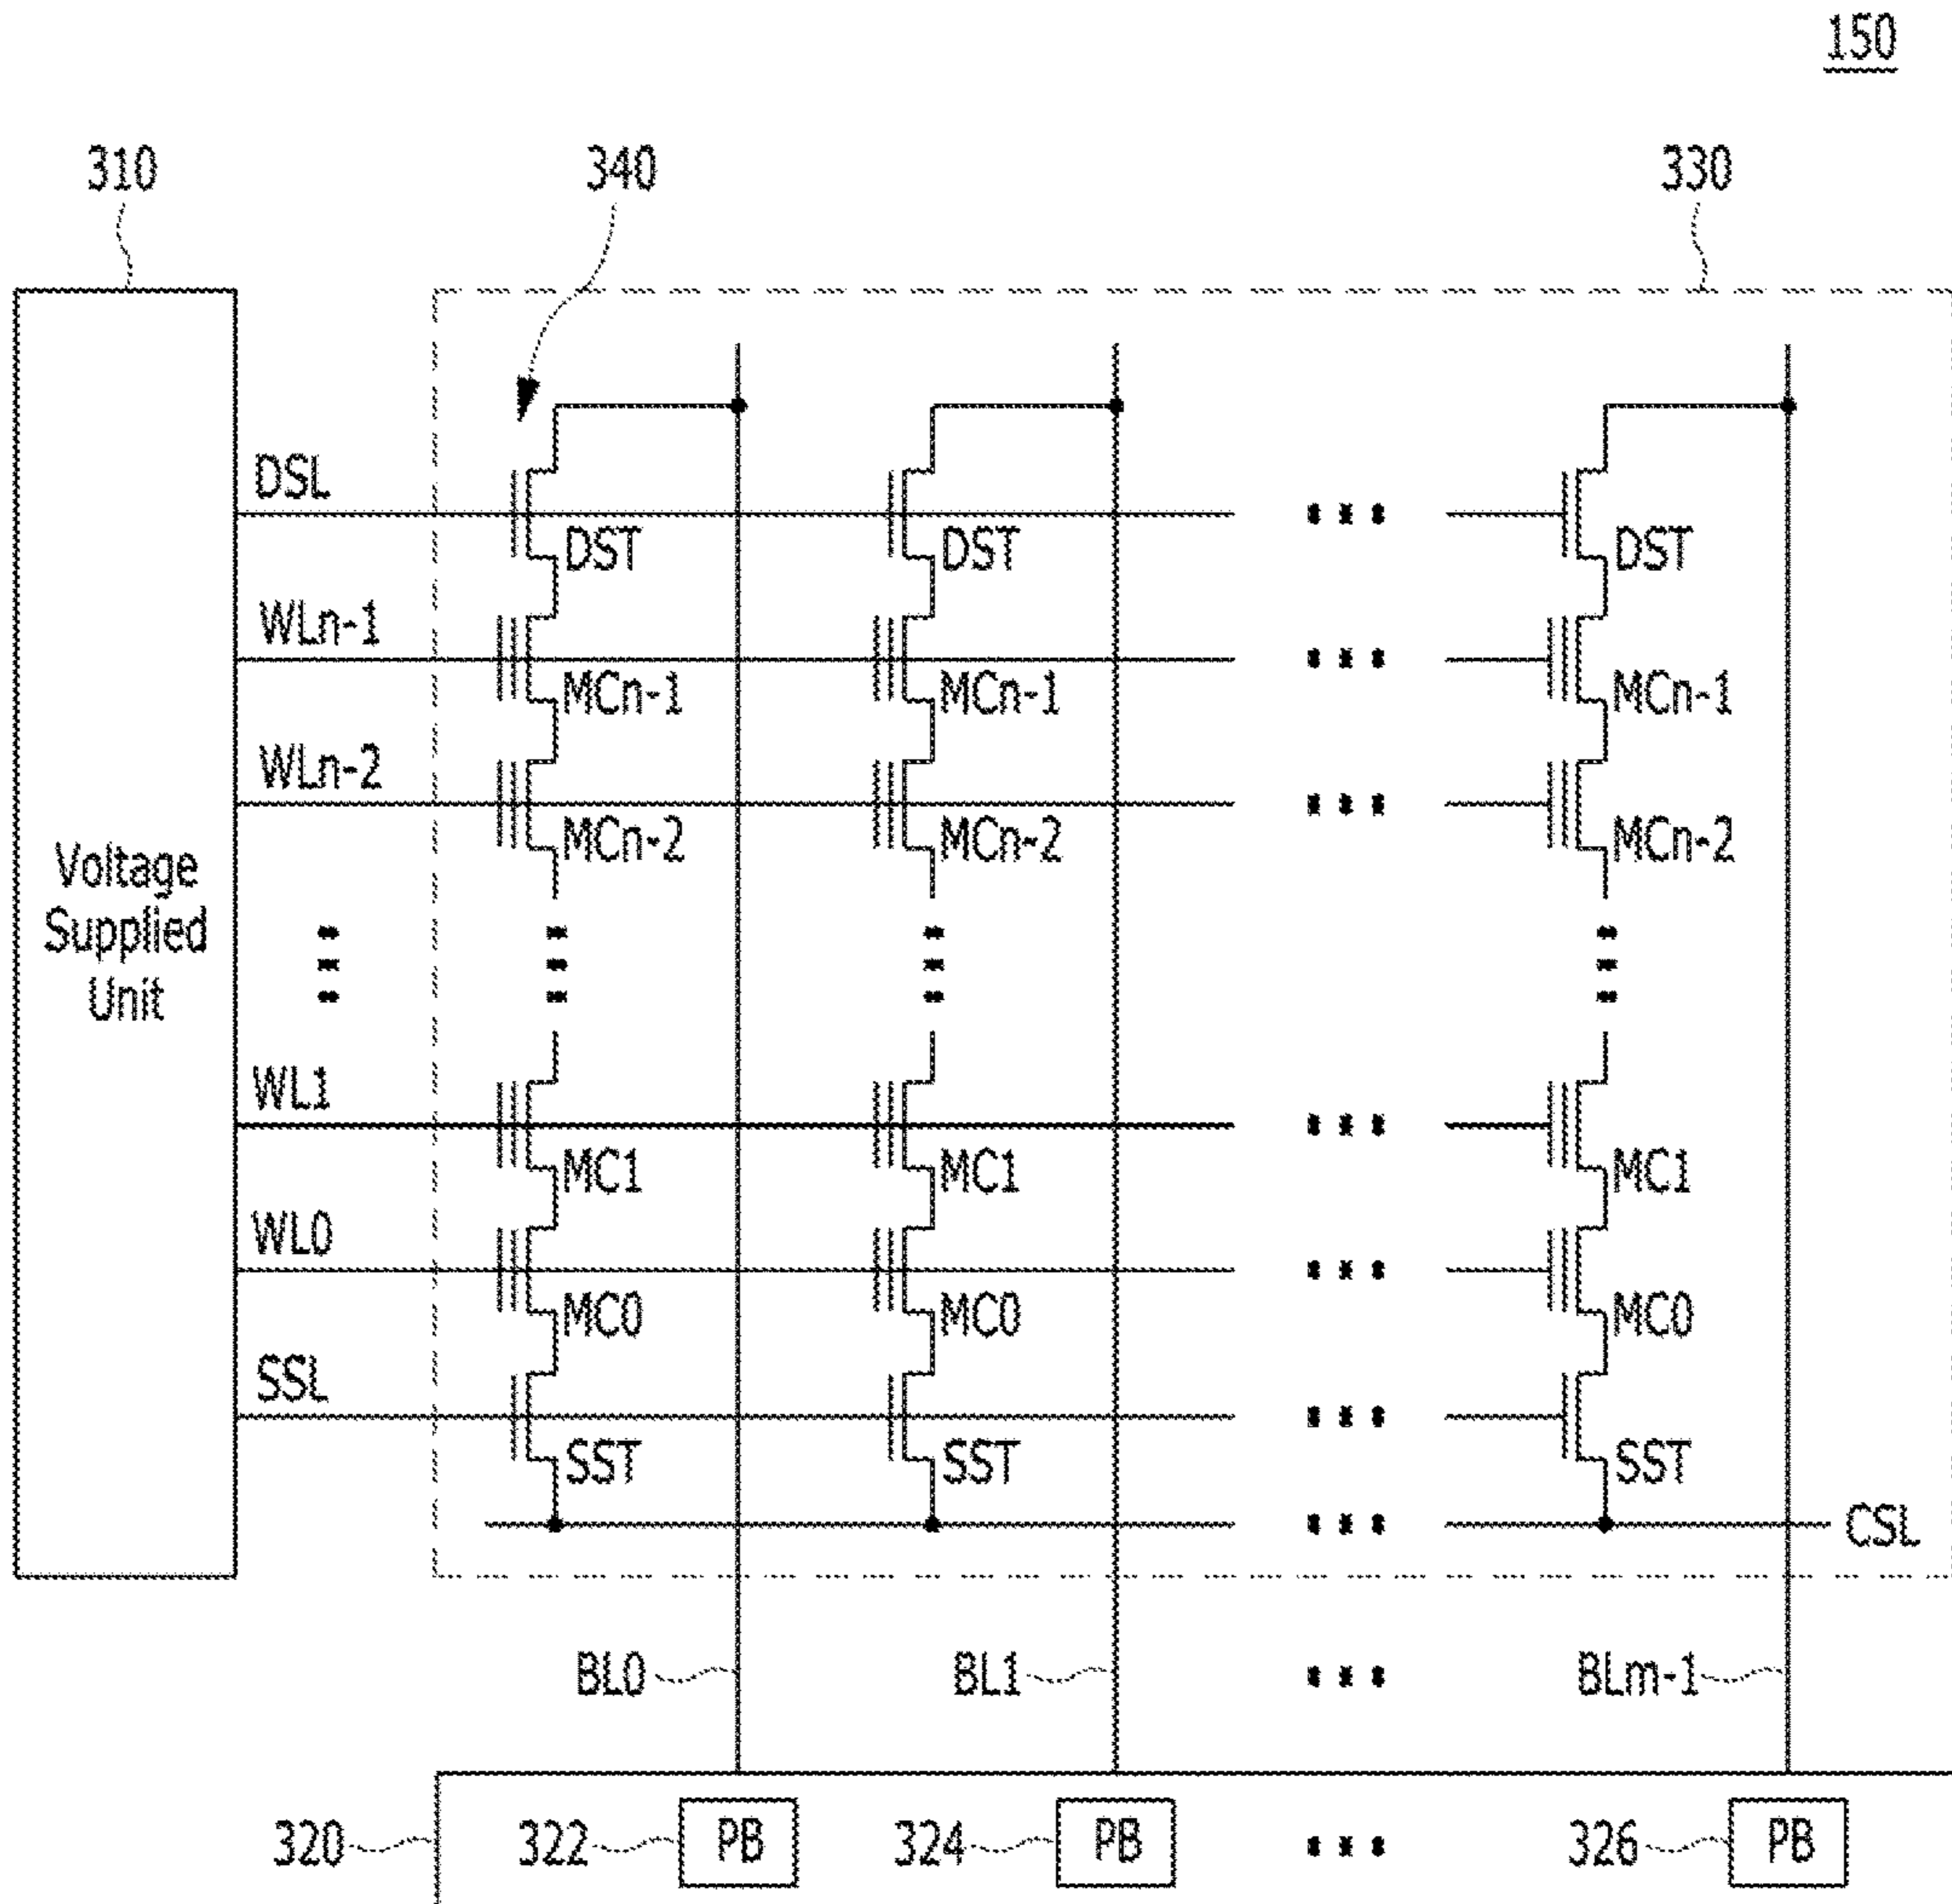 150
310 340 330
DSL
DST DST DST
WLn-1
MCn-1 MCn-1 MCn-1
WLn-2
MCn-2 MCn-2 MCn-2
Voltage
Supplied
Unit
WL1
MC1 MC1 MC1
WL0
MC0 MC0 MC0
SSL
SST SST SST
CSL
BL0 BL1 BLm-1
320 322 PB 324 PB 326 PB